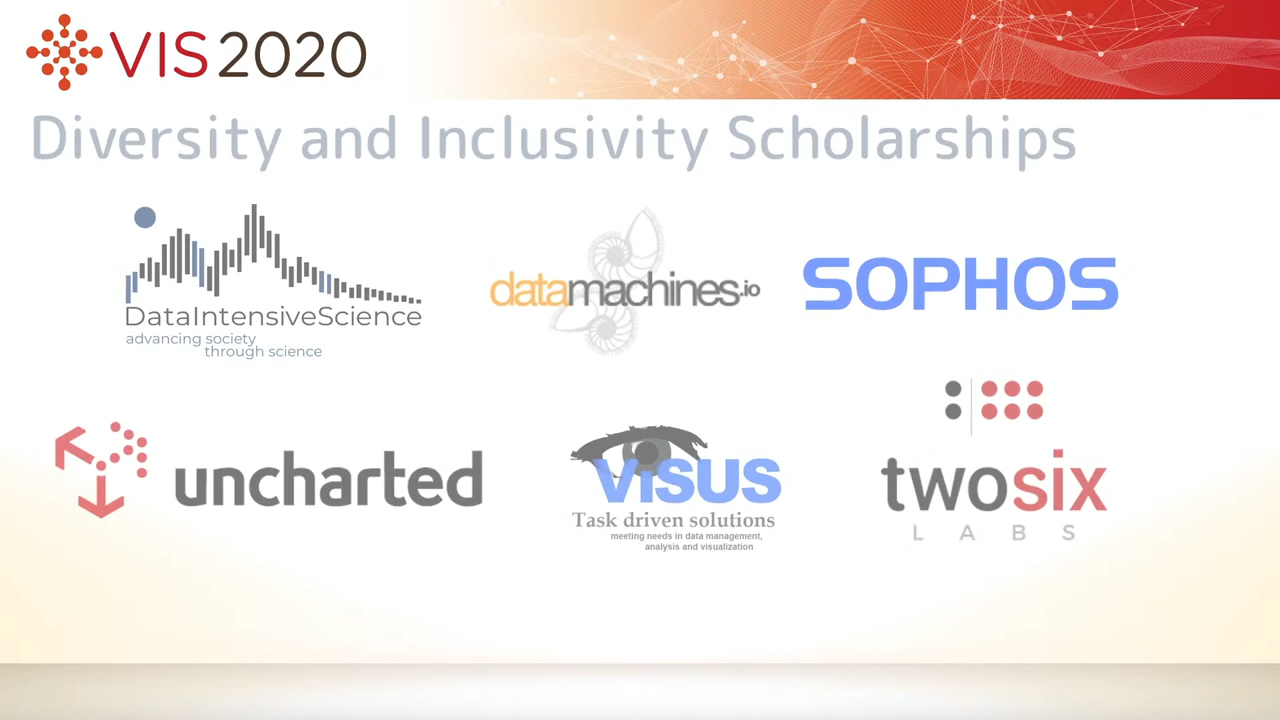 VIS2020
Diversity and Inclusivity Scholarships
DataIntensiveScience
advancing society
through science
datamachines.io
SOPHOS
uncharted
ViSUS
Task driven solutions
meeting needs in data management,
analysis and visualization
twosix
LABS